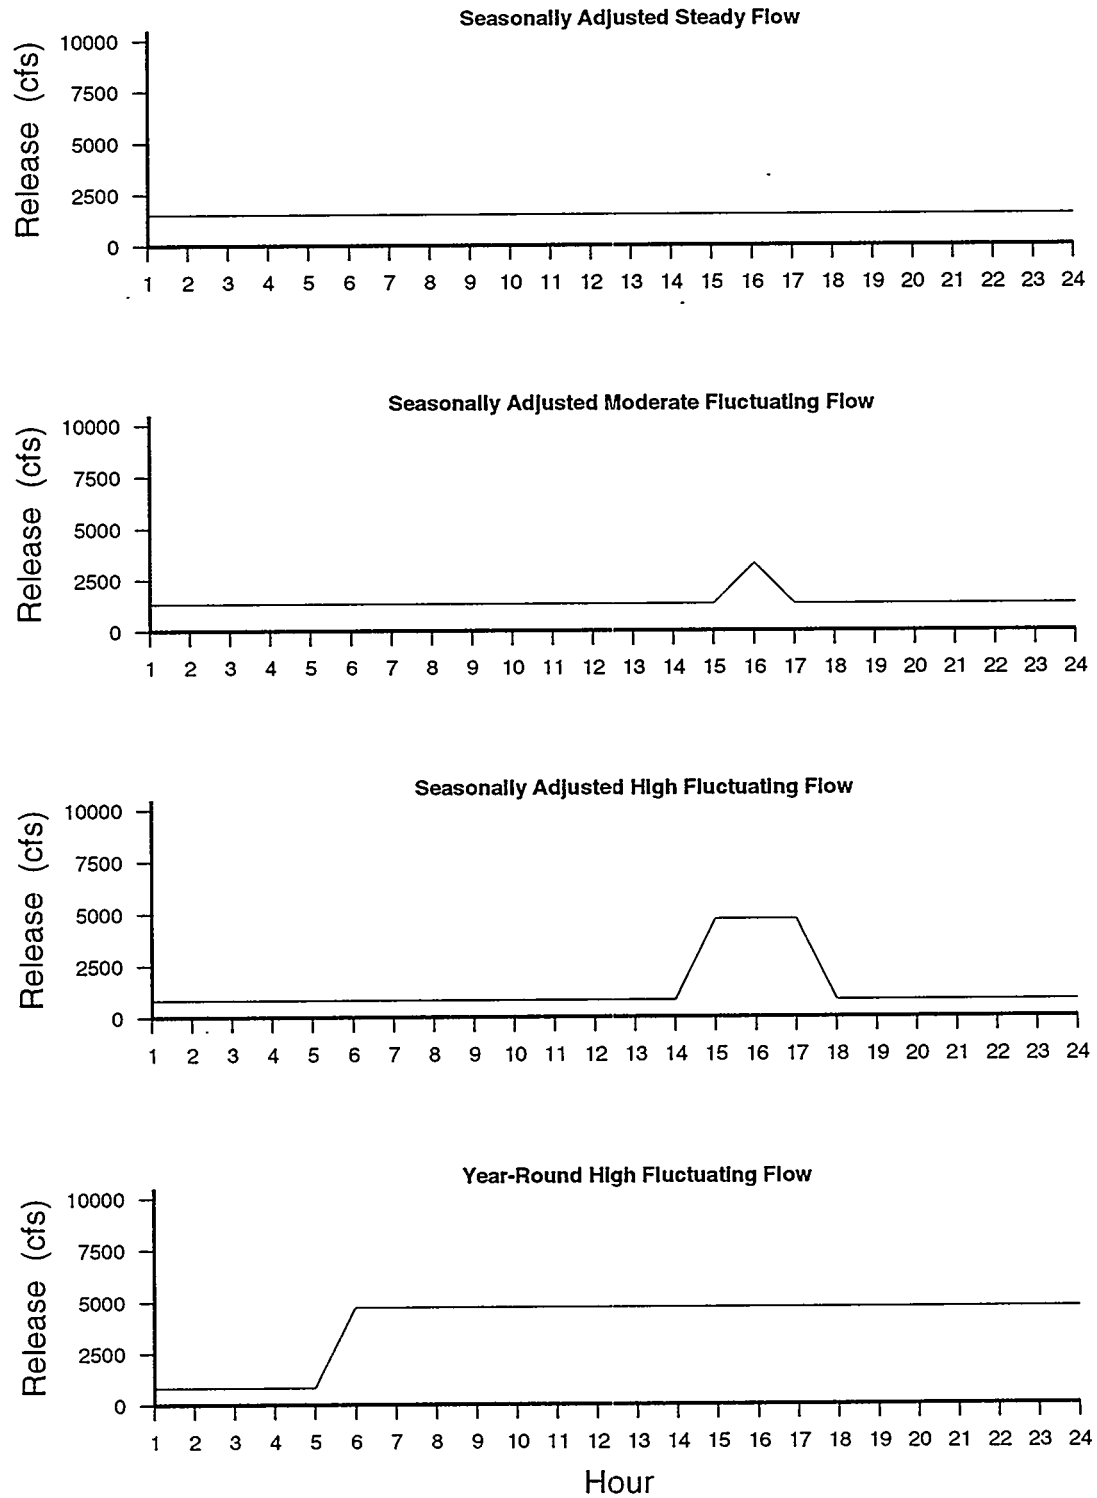 Seasonally Adjusted Steady Flow
Release (cfs)
10000
7500
5000
2500
0
1 2 3 4 5 6 7 8 9 10 11 12 13 14 15 16 17 18 19 20 21 22 23 24
Seasonally Adjusted Moderate Fluctuating Flow
Release (cfs)
10000
7500
5000
2500
0
1 2 3 4 5 6 7 8 9 10 11 12 13 14 15 16 17 18 19 20 21 22 23 24
Seasonally Adjusted High Fluctuating Flow
Release (cfs)
10000
7500
5000
2500
0
1 2 3 4 5 6 7 8 9 10 11 12 13 14 15 16 17 18 19 20 21 22 23 24
Year-Round High Fluctuating Flow
Release (cfs)
10000
7500
5000
2500
0
1 2 3 4 5 6 7 8 9 10 11 12 13 14 15 16 17 18 19 20 21 22 23 24
Hour